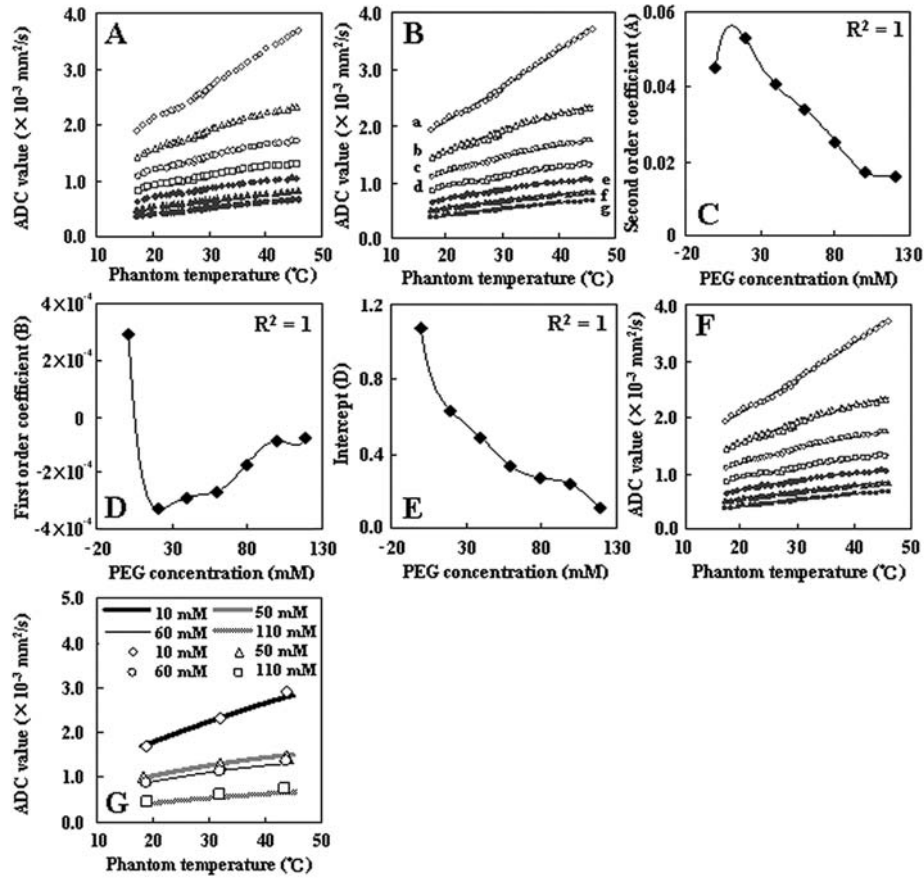 A
ADC value (× 10⁻³ mm²/s)
4.0
3.0
2.0
1.0
0.0
10 20 30 40 50
Phantom temperature (℃)
B
ADC value (× 10⁻³ mm²/s)
4.0
3.0
2.0
1.0
0.0
a
b
c
d
e
f
g
10 20 30 40 50
Phantom temperature (℃)
C
R² = 1
Second order coefficient (A)
0.06
0.04
0.02
0
-20 30 80 130
PEG concentration (mM)
D
R² = 1
First order coefficient (B)
4×10⁻⁴
2×10⁻⁴
0
-2×10⁻⁴
-4×10⁻⁴
-20 30 80 130
PEG concentration (mM)
E
R² = 1
Intercept (D)
1.2
0.8
0.4
0.0
-20 30 80 130
PEG concentration (mM)
F
ADC value (× 10⁻³ mm²/s)
4.0
3.0
2.0
1.0
0.0
10 20 30 40 50
Phantom temperature (℃)
G
ADC value (× 10⁻³ mm²/s)
5.0
4.0
3.0
2.0
1.0
0.0
10 mM 50 mM
60 mM 110 mM
10 mM 50 mM
60 mM 110 mM
10 20 30 40 50
Phantom temperature (℃)